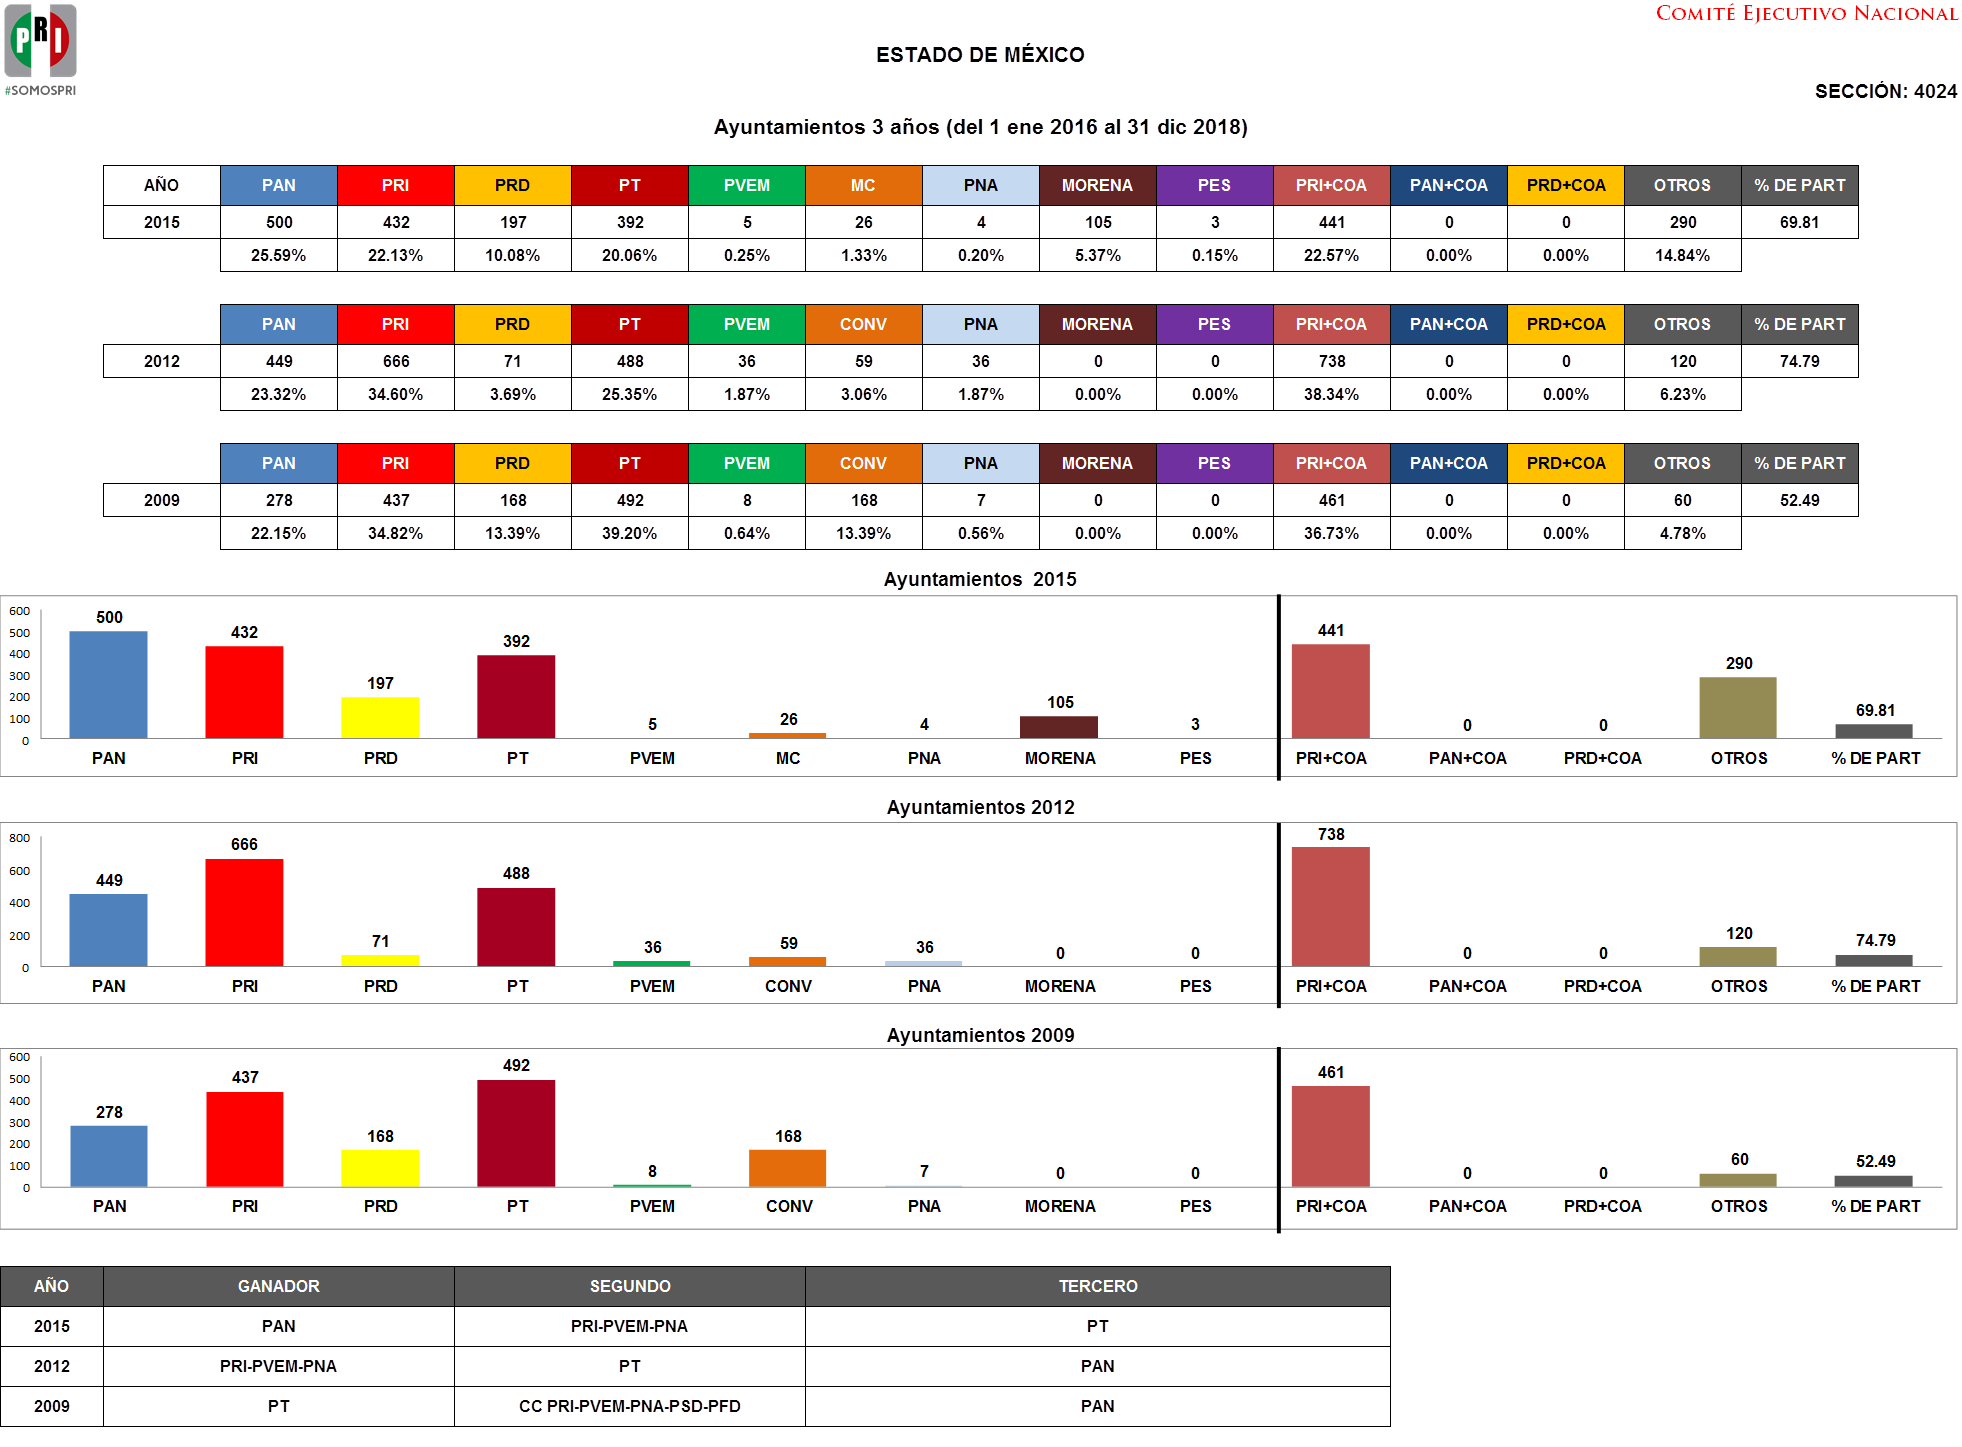 PRI
#SOMOSPRI
COMITÉ EJECUTIVO NACIONAL
ESTADO DE MÉXICO
SECCIÓN: 4024
Ayuntamientos 3 años (del 1 ene 2016 al 31 dic 2018)
AÑO PAN PRI PRD PT PVEM MC PNA MORENA PES PRI+COA PAN+COA PRD+COA OTROS % DE PART
2015 500 432 197 392 5 26 4 105 3 441 0 0 290 69.81
25.59% 22.13% 10.08% 20.06% 0.25% 1.33% 0.20% 5.37% 0.15% 22.57% 0.00% 0.00% 14.84%
PAN PRI PRD PT PVEM CONV PNA MORENA PES PRI+COA PAN+COA PRD+COA OTROS % DE PART
2012 449 666 71 488 36 59 36 0 0 738 0 0 120 74.79
23.32% 34.60% 3.69% 25.35% 1.87% 3.06% 1.87% 0.00% 0.00% 38.34% 0.00% 0.00% 6.23%
PAN PRI PRD PT PVEM CONV PNA MORENA PES PRI+COA PAN+COA PRD+COA OTROS % DE PART
2009 278 437 168 492 8 168 7 0 0 461 0 0 60 52.49
22.15% 34.82% 13.39% 39.20% 0.64% 13.39% 0.56% 0.00% 0.00% 36.73% 0.00% 0.00% 4.78%
Ayuntamientos 2015
600
500
400
300
200
100
0
500 432 197 392 5 26 4 105 3 441 0 0 290 69.81
PAN PRI PRD PT PVEM MC PNA MORENA PES PRI+COA PAN+COA PRD+COA OTROS % DE PART
Ayuntamientos 2012
800
600
400
200
0
449 666 71 488 36 59 36 0 0 738 0 0 120 74.79
PAN PRI PRD PT PVEM CONV PNA MORENA PES PRI+COA PAN+COA PRD+COA OTROS % DE PART
Ayuntamientos 2009
600
500
400
300
200
100
0
278 437 168 492 8 168 7 0 0 461 0 0 60 52.49
PAN PRI PRD PT PVEM CONV PNA MORENA PES PRI+COA PAN+COA PRD+COA OTROS % DE PART
AÑO GANADOR SEGUNDO TERCERO
2015 PAN PRI-PVEM-PNA PT
2012 PRI-PVEM-PNA PT PAN
2009 PT CC PRI-PVEM-PNA-PSD-PFD PAN